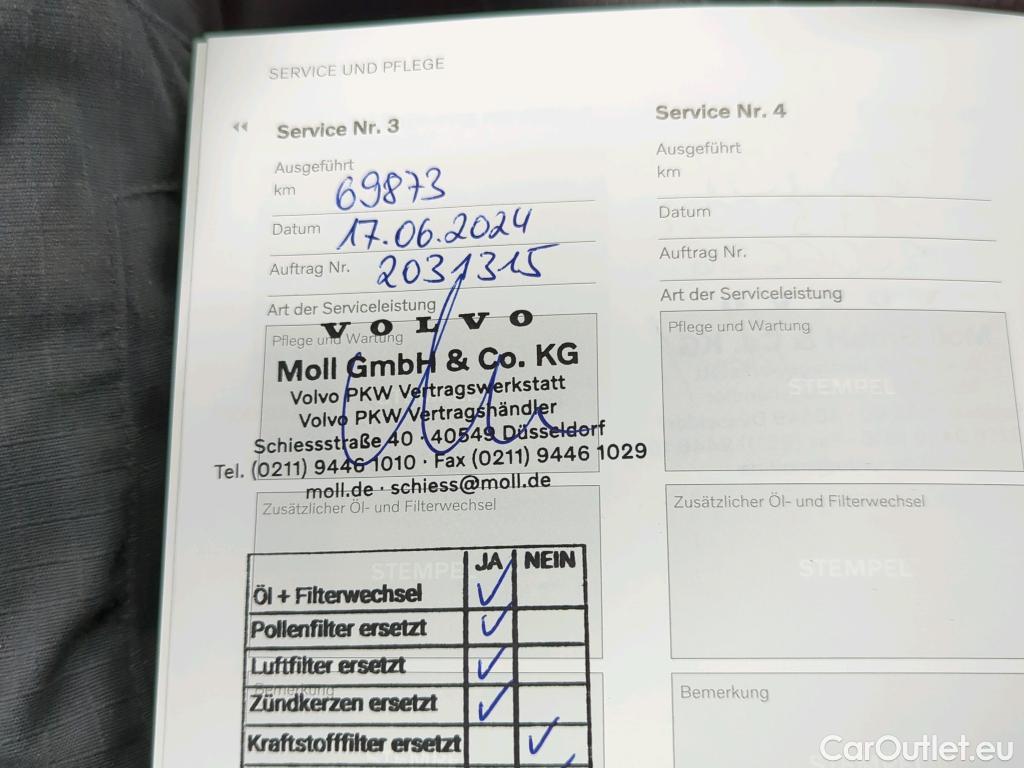 SERVICE UND PFLEGE
Service Nr. 3
Ausgeführt
km 69873
Datum 17.06.2024
Auftrag Nr. 2031315
Art der Serviceleistung
Pflege und Wartung
VOLVO
Moll GmbH & Co. KG
Volvo PKW Vertragswerkstatt
Volvo PKW Vertragshändler
Schiessstraße 40 · 40549 Düsseldorf
Tel. (0211) 9446 1010 · Fax (0211) 9446 1029
moll.de · schiess@moll.de
Zusätzlicher Öl- und Filterwechsel
STEMPEL
JA NEIN
Öl + Filterwechsel ✓
Pollenfilter ersetzt ✓
Luftfilter ersetzt ✓
Bemerkung
Zündkerzen ersetzt ✓
Kraftstofffilter ersetzt ✓
Service Nr. 4
Ausgeführt
km
Datum
Auftrag Nr.
Art der Serviceleistung
Pflege und Wartung
STEMPEL
Zusätzlicher Öl- und Filterwechsel
STEMPEL
Bemerkung
CarOutlet.eu